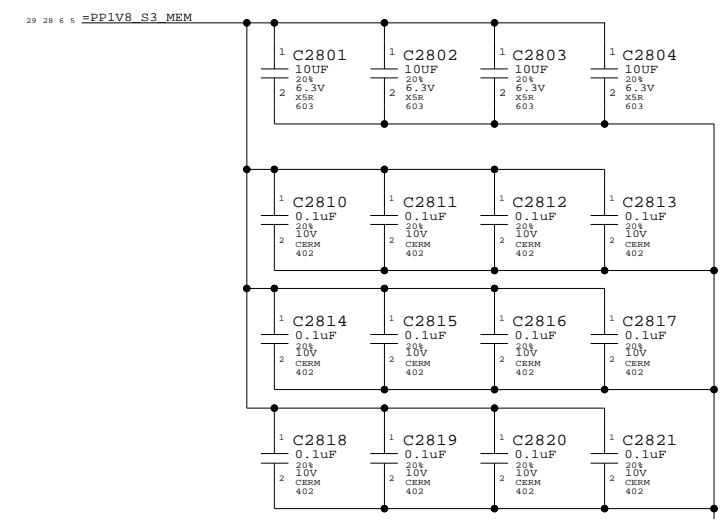 29 28 6 5 =PP1V8_S3_MEM
1 C2801 1 C2802 1 C2803 1 C2804
10UF 10UF 10UF 10UF
20% 20% 20% 20%
2 6.3V 2 6.3V 2 6.3V 2 6.3V
X5R X5R X5R X5R
603 603 603 603
1 C2810 1 C2811 1 C2812 1 C2813
0.1uF 0.1uF 0.1uF 0.1uF
20% 20% 20% 20%
2 10V 2 10V 2 10V 2 10V
CERM CERM CERM CERM
402 402 402 402
1 C2814 1 C2815 1 C2816 1 C2817
0.1uF 0.1uF 0.1uF 0.1uF
20% 20% 20% 20%
2 10V 2 10V 2 10V 2 10V
CERM CERM CERM CERM
402 402 402 402
1 C2818 1 C2819 1 C2820 1 C2821
0.1uF 0.1uF 0.1uF 0.1uF
20% 20% 20% 20%
2 10V 2 10V 2 10V 2 10V
CERM CERM CERM CERM
402 402 402 402